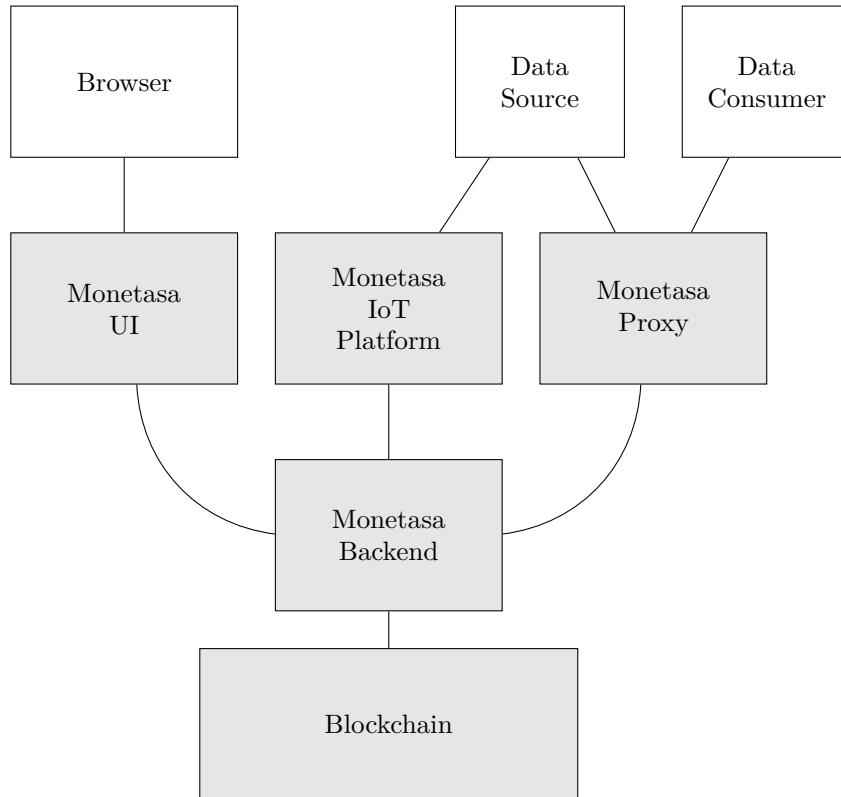 Browser
Data
Source
Data
Consumer
Monetasa
UI
Monetasa
IoT
Platform
Monetasa
Proxy
Monetasa
Backend
Blockchain